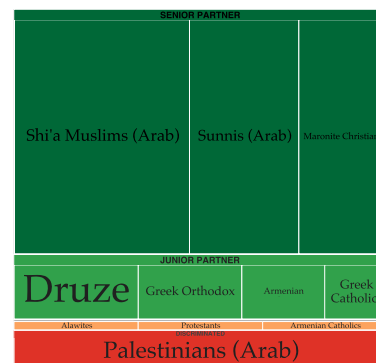 SENIOR PARTNER
Shi'a Muslims (Arab) Sunnis (Arab) Maronite Christian
JUNIOR PARTNER
Druze Greek Orthodox Armenian Greek
Catholic
Alawites Protestants Armenian Catholics
DISCRIMINATED
Palestinians (Arab)